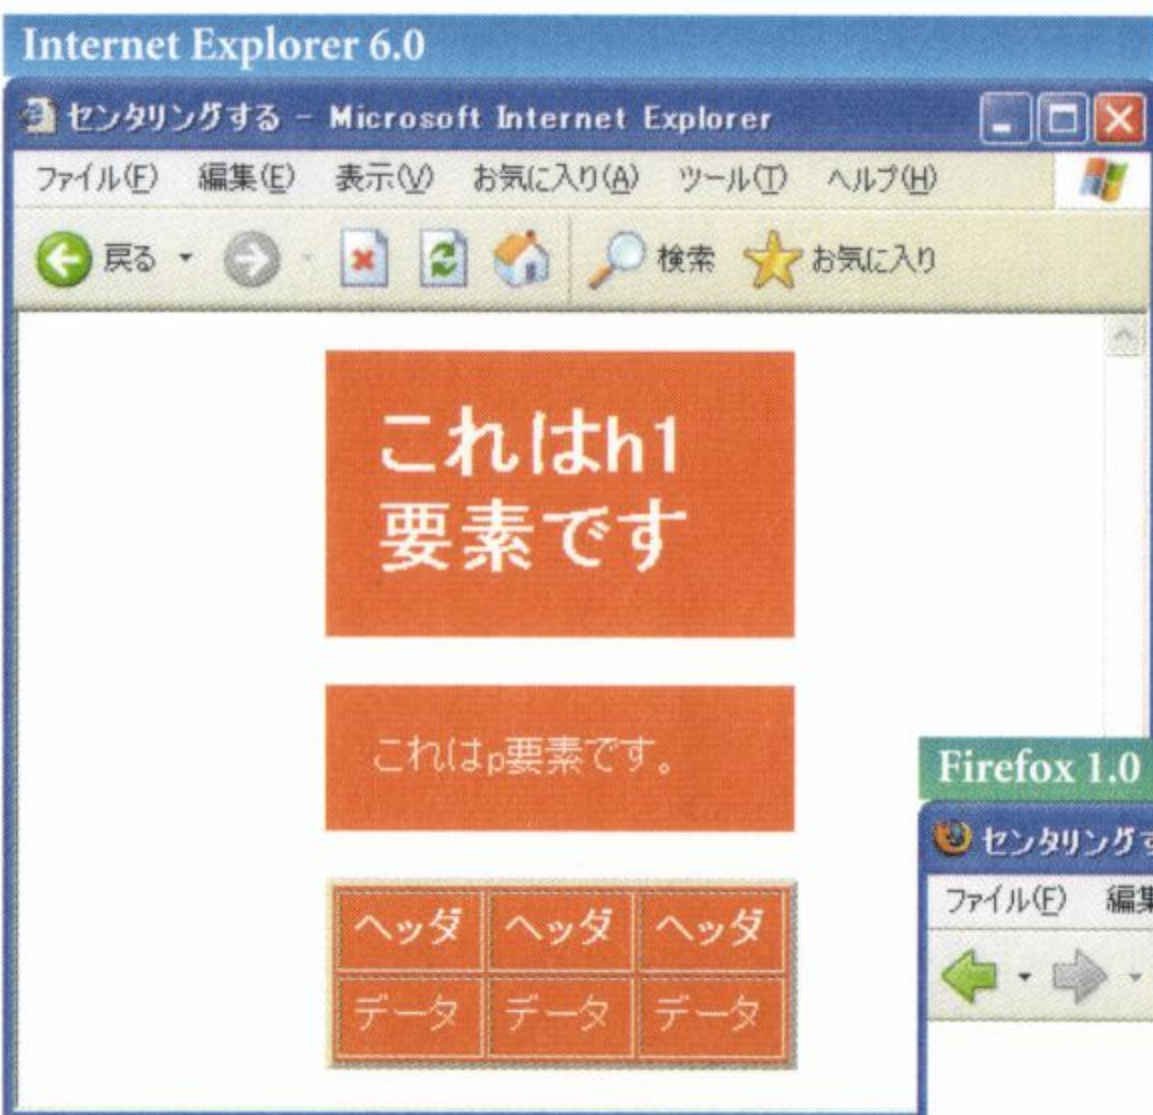 Internet Explorer 6.0
センタリングする - Microsoft Internet Explorer
ファイル(F) 編集(E) 表示(V) お気に入り(A) ツール(T) ヘルプ(H)
戻る 検索 お気に入り
これはh1
要素です
これはp要素です。
ヘッダ ヘッダ ヘッダ
データ データ データ
Firefox 1.0
センタリングす
ファイル(F) 編集